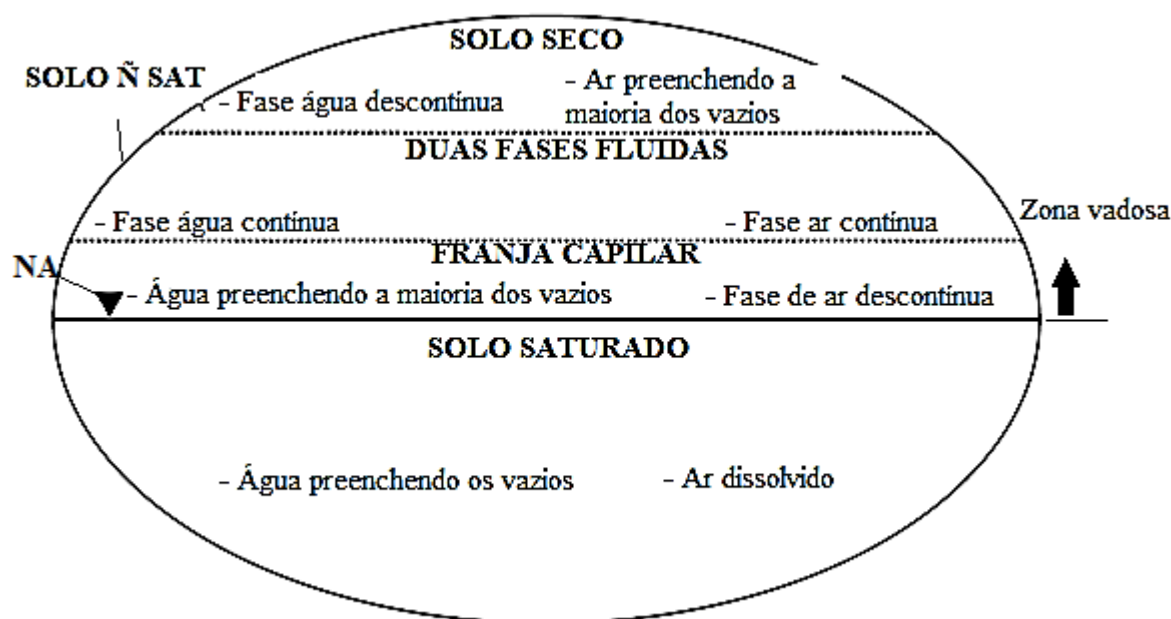 SOLO SECO
SOLO Ñ SAT
- Fase água descontínua
- Ar preenchendo a
maioria dos vazios
DUAS FASES FLUIDAS
- Fase água contínua
- Fase ar contínua
Zona vadosa
FRANJA CAPILAR
NA
- Água preenchendo a maioria dos vazios
- Fase de ar descontínua
SOLO SATURADO
- Água preenchendo os vazios
- Ar dissolvido